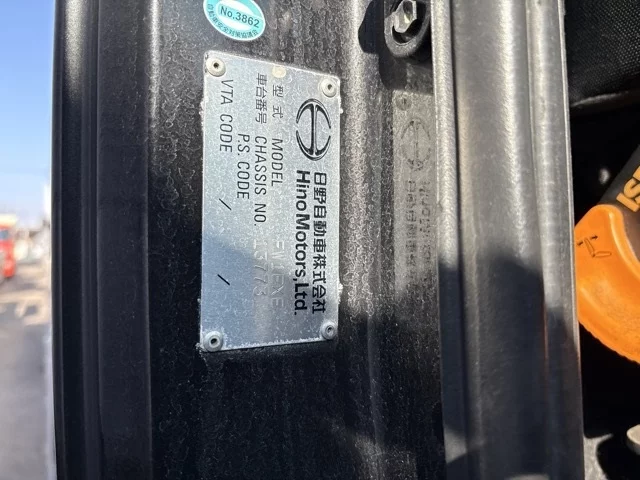 No.3862
日野自動車株式会社
Hino Motors, Ltd.
型式 MODEL
車台番号 CHASSIS NO.
P.S. CODE /
VTA CODE /